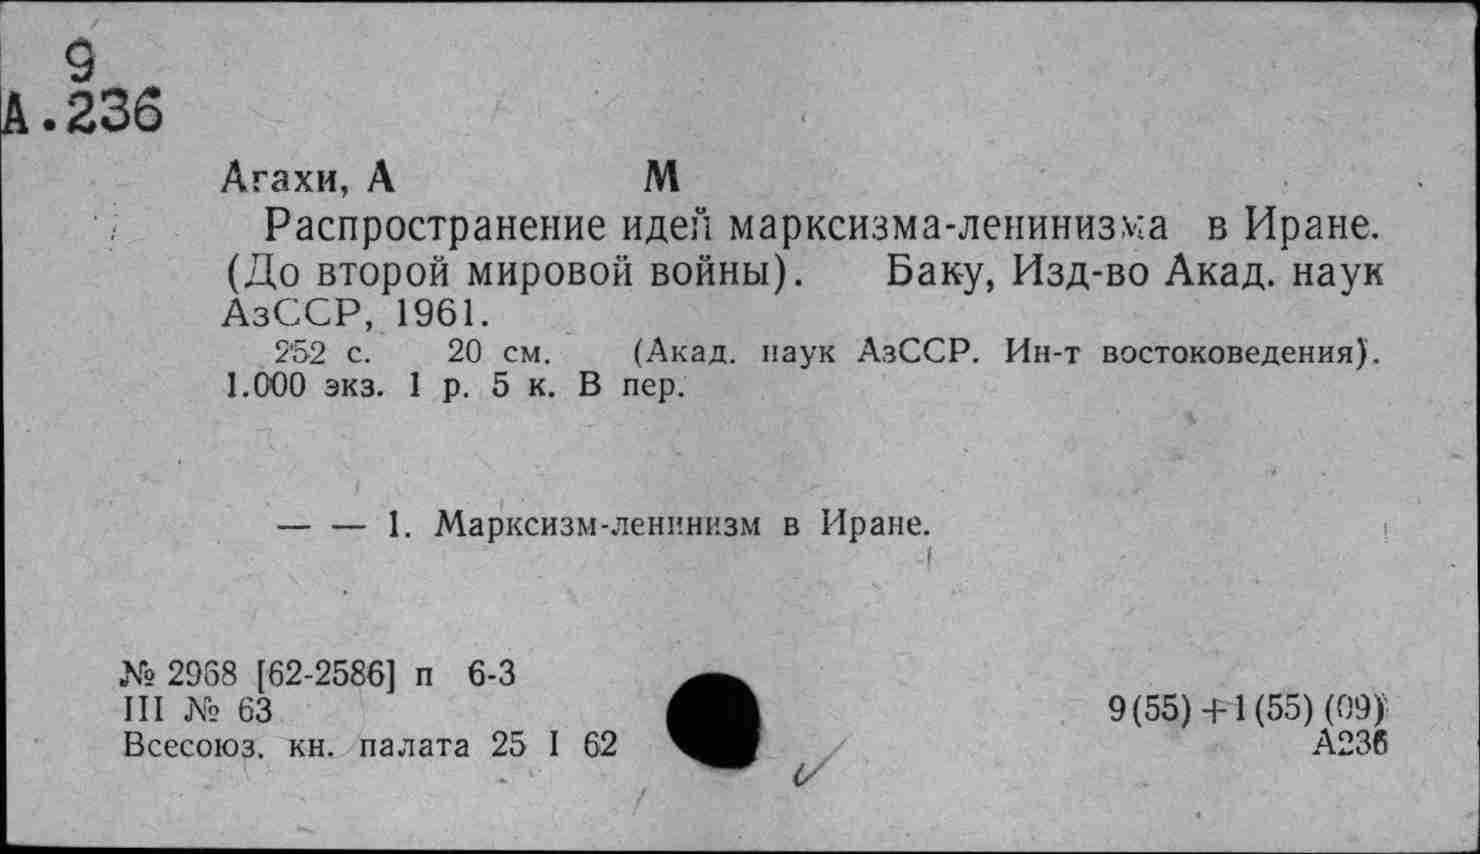 9
А.236
Агахи, А М
Распространение идей марксизма-ленинизма в Иране.
(До второй мировой войны). Баку, Изд-во Акад. наук
АзССР, 1961.
252 с. 20 см. (Акад. наук АзССР. Ин-т востоковедения).
1.000 экз. 1 р. 5 к. В пер.
— — 1. Марксизм-ленинизм в Иране.
№ 2968 [62-2586] п 6-3
III № 63
Всесоюз. кн. палата 25 I 62
9(55)+1(55)(09)
А236